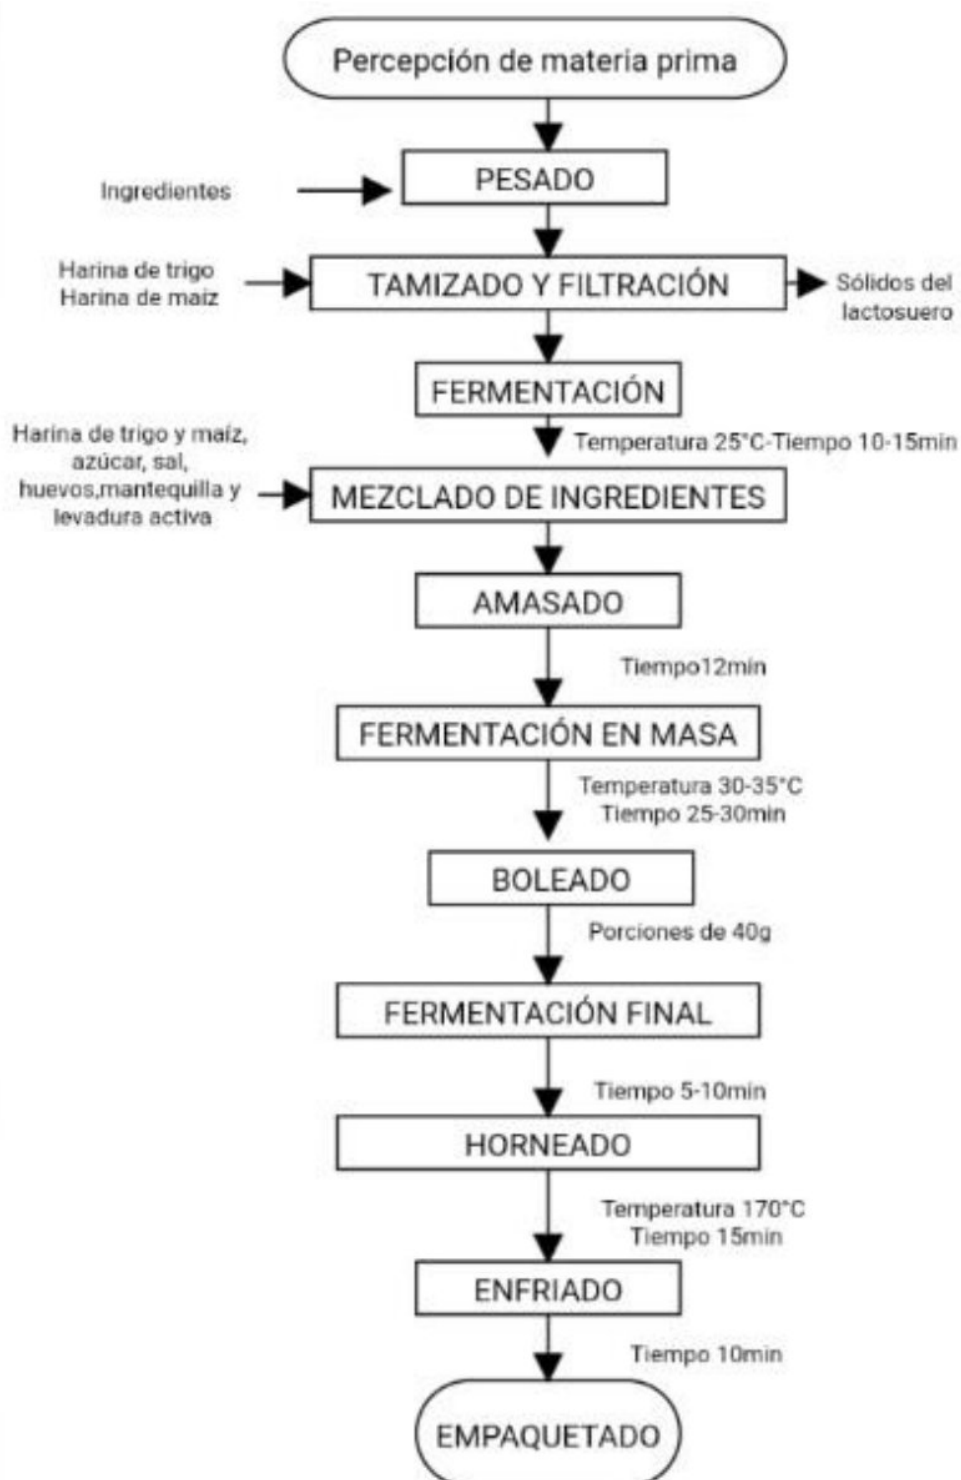 Percepción de materia prima
PESADO
Ingredientes
Harina de trigo
Harina de maíz
TAMIZADO Y FILTRACIÓN
Sólidos del
lactosuero
FERMENTACIÓN
Temperatura 25°C-Tiempo 10-15min
Harina de trigo y maíz,
azúcar, sal,
huevos,mantequilla y
levadura activa
MEZCLADO DE INGREDIENTES
AMASADO
Tiempo12min
FERMENTACIÓN EN MASA
Temperatura 30-35°C
Tiempo 25-30min
BOLEADO
Porciones de 40g
FERMENTACIÓN FINAL
Tiempo 5-10min
HORNEADO
Temperatura 170°C
Tiempo 15min
ENFRIADO
Tiempo 10min
EMPAQUETADO